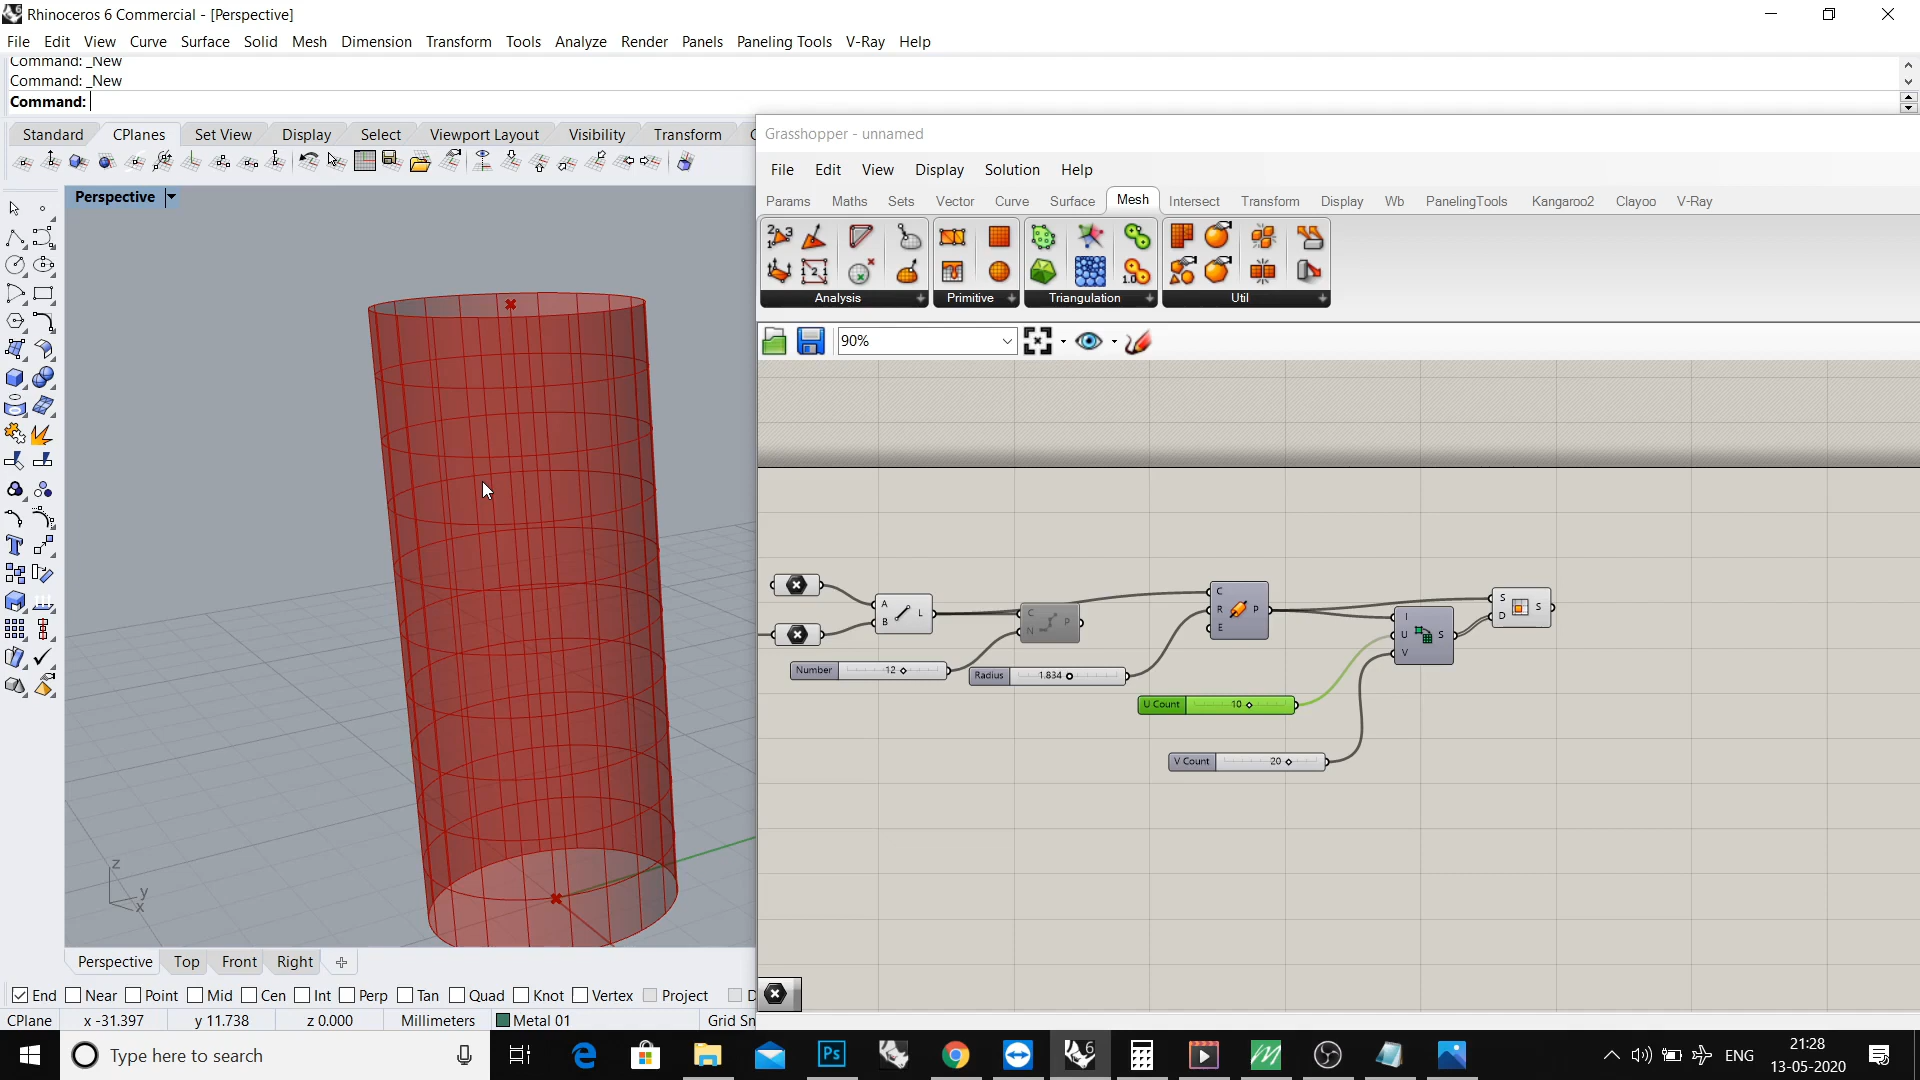 Rhinoceros 6 Commercial - [Perspective]
File Edit View Curve Surface Solid Mesh Dimension Transform Tools Analyze Render Panels Paneling Tools V-Ray Help
Command: _New
Command: _New
Command:
Standard CPlanes Set View Display Select Viewport Layout Visibility Transform
Perspective
Grasshopper - unnamed
File Edit View Display Solution Help
Params Maths Sets Vector Curve Surface Mesh Intersect Transform Display Wb PanelingTools Kangaroo2 Clayoo V-Ray
Analysis Primitive Triangulation Util
90%
A B L
C N P
Number 12
Radius 1.834
C R E P
U Count 10
V Count 20
I U V S
S D S
z y x
Perspective Top Front Right
End Near Point Mid Cen Int Perp Tan Quad Knot Vertex Project D
CPlane x -31.397 y 11.738 z 0.000 Millimeters Metal 01 Grid Sn
Type here to search
Ps
6
ENG
21:28
13-05-2020